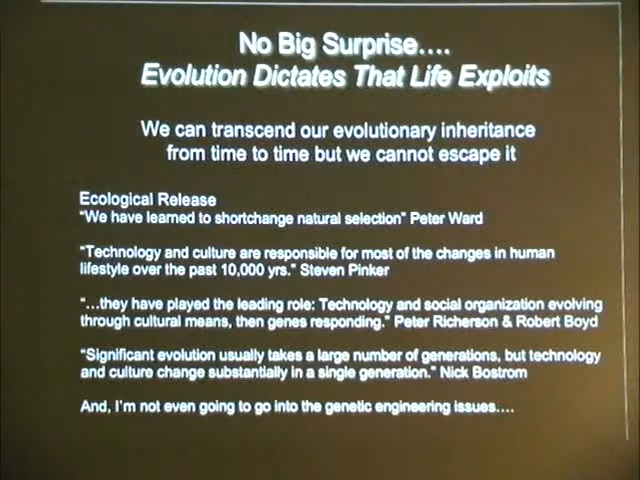 No Big Surprise....
Evolution Dictates That Life Exploits
We can transcend our evolutionary inheritance
from time to time but we cannot escape it
Ecological Release
"We have learned to shortchange natural selection" Peter Ward
"Technology and culture are responsible for most of the changes in human
lifestyle over the past 10,000 yrs." Steven Pinker
"...they have played the leading role: Technology and social organization evolving
through cultural means, then genes responding." Peter Richerson & Robert Boyd
"Significant evolution usually takes a large number of generations, but technology
and culture change substantially in a single generation." Nick Bostrom
And, I'm not even going to go into the genetic engineering issues....